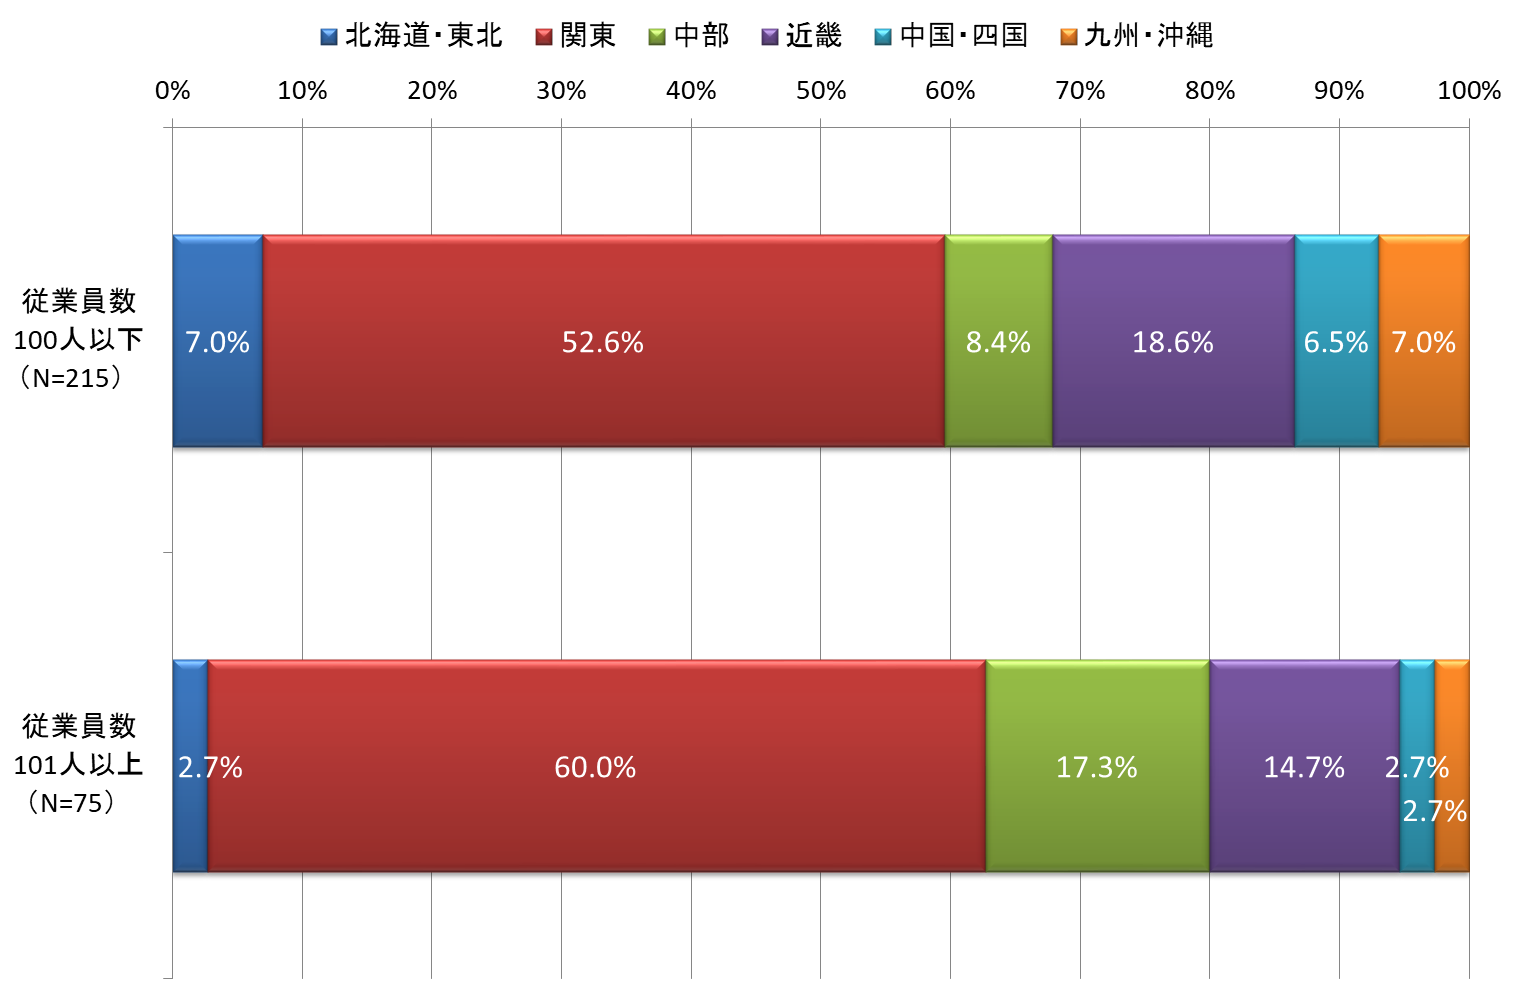 北海道・東北 関東 中部 近畿 中国・四国 九州・沖縄
0% 10% 20% 30% 40% 50% 60% 70% 80% 90% 100%
従業員数
100人以下
（N=215）
7.0% 52.6% 8.4% 18.6% 6.5% 7.0%
従業員数
101人以上
（N=75）
2.7% 60.0% 17.3% 14.7% 2.7%
2.7%